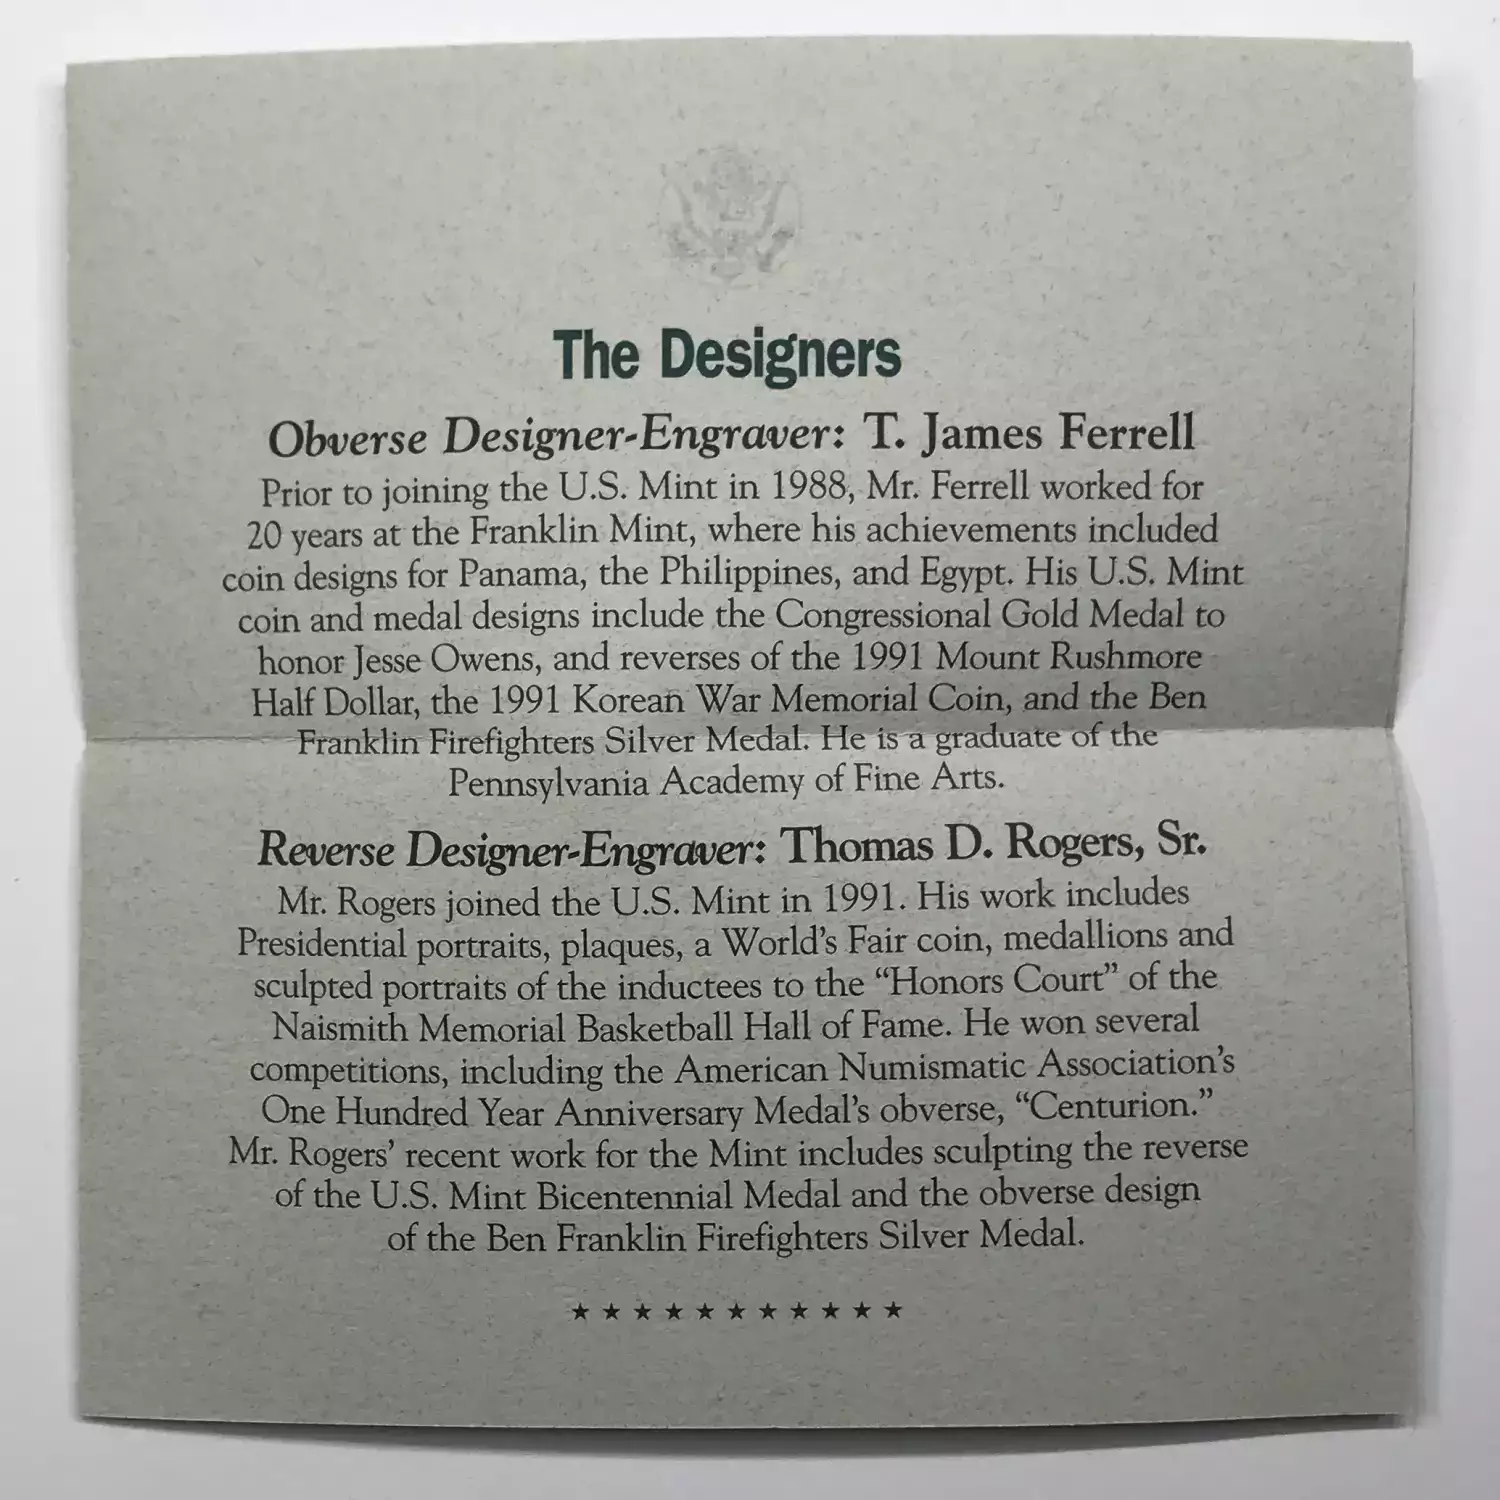 The Designers
Obverse Designer-Engraver: T. James Ferrell
Prior to joining the U.S. Mint in 1988, Mr. Ferrell worked for
20 years at the Franklin Mint, where his achievements included
coin designs for Panama, the Philippines, and Egypt. His U.S. Mint
coin and medal designs include the Congressional Gold Medal to
honor Jesse Owens, and reverses of the 1991 Mount Rushmore
Half Dollar, the 1991 Korean War Memorial Coin, and the Ben
Franklin Firefighters Silver Medal. He is a graduate of the
Pennsylvania Academy of Fine Arts.
Reverse Designer-Engraver: Thomas D. Rogers, Sr.
Mr. Rogers joined the U.S. Mint in 1991. His work includes
Presidential portraits, plaques, a World's Fair coin, medallions and
sculpted portraits of the inductees to the “Honors Court” of the
Naismith Memorial Basketball Hall of Fame. He won several
competitions, including the American Numismatic Association's
One Hundred Year Anniversary Medal's obverse, “Centurion.”
Mr. Rogers' recent work for the Mint includes sculpting the reverse
of the U.S. Mint Bicentennial Medal and the obverse design
of the Ben Franklin Firefighters Silver Medal.